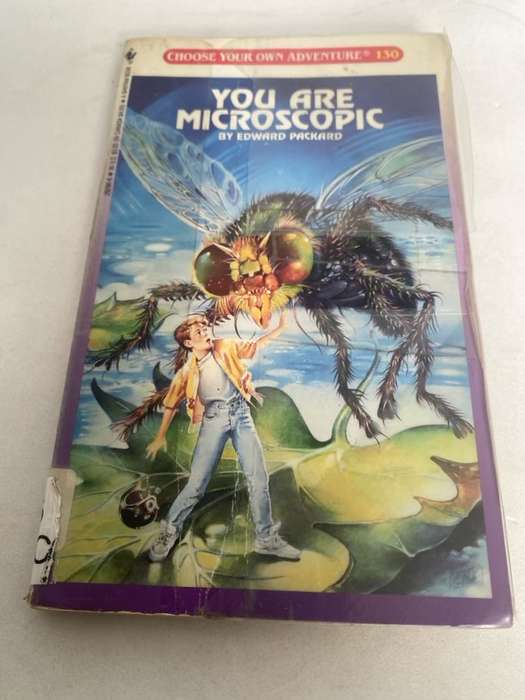 CHOOSE YOUR OWN ADVENTURE® 130
YOU ARE
MICROSCOPIC
BY EDWARD PACKARD